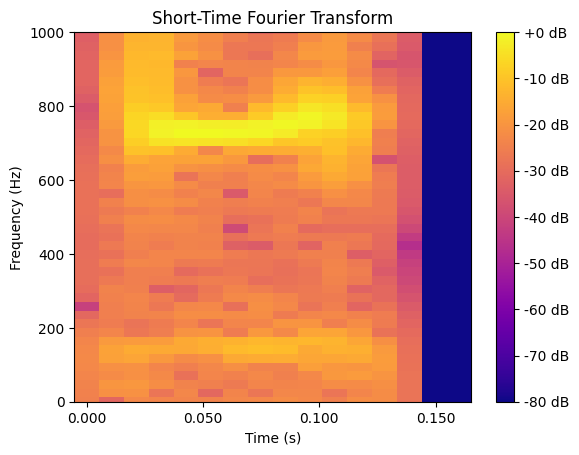 Short-Time Fourier Transform
Frequency (Hz)
1000
800
600
400
200
0
0.000
0.050
0.100
0.150
Time (s)
+0 dB
-10 dB
-20 dB
-30 dB
-40 dB
-50 dB
-60 dB
-70 dB
-80 dB